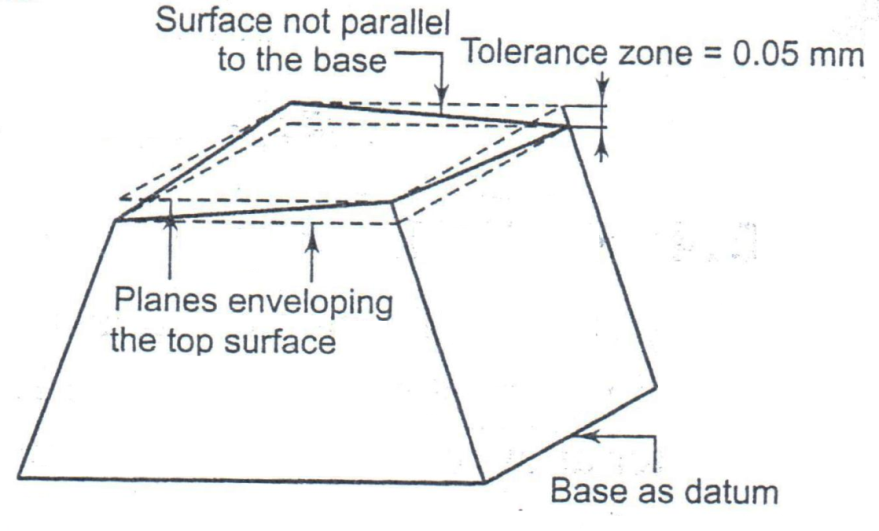 Surface not parallel
to the base
Tolerance zone = 0.05 mm
Planes enveloping
the top surface
Base as datum